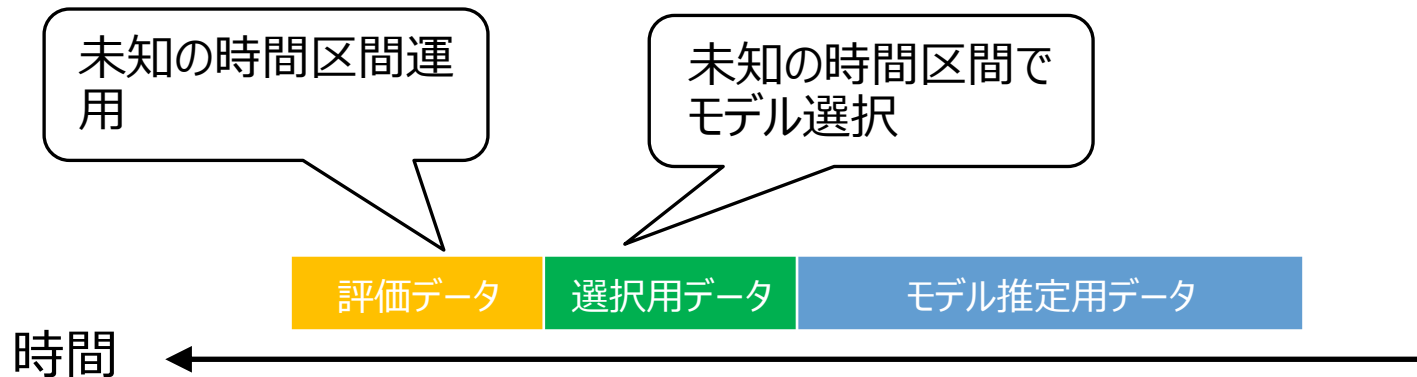 未知の時間区間運
用
未知の時間区間で
モデル選択
評価データ
選択用データ
モデル推定用データ
時間